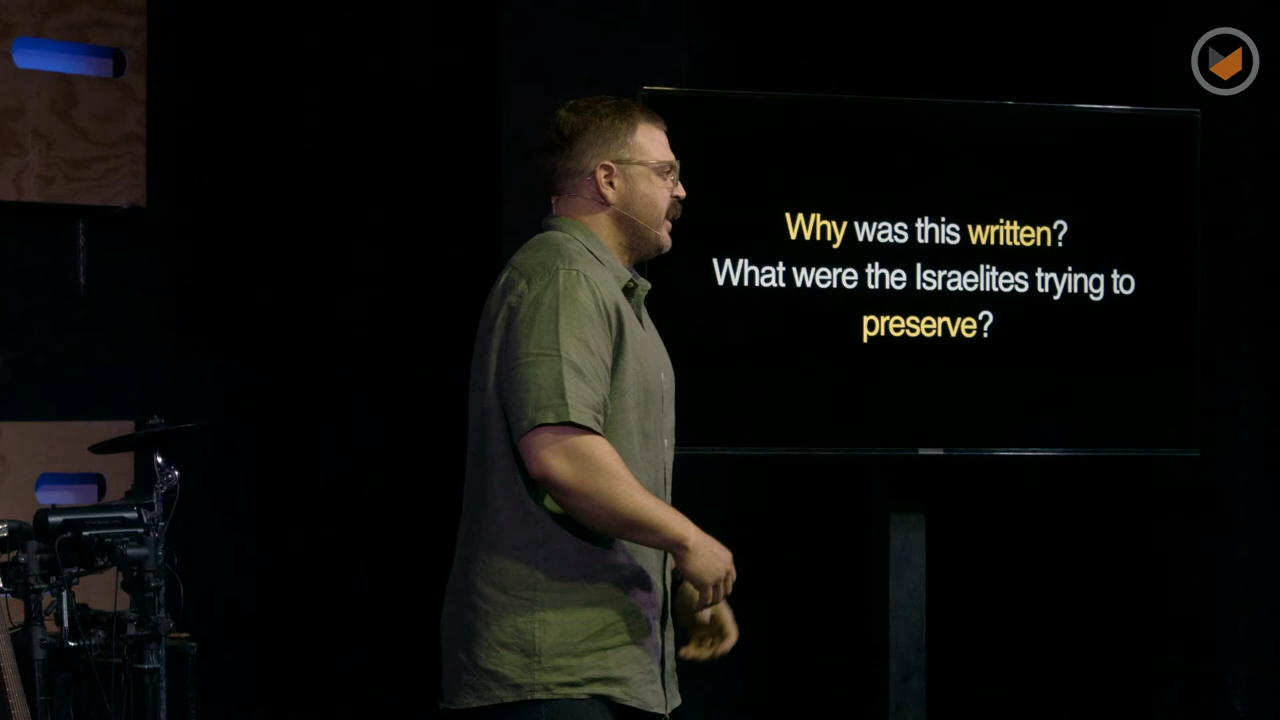 Why was this written?
What were the Israelites trying to
preserve?